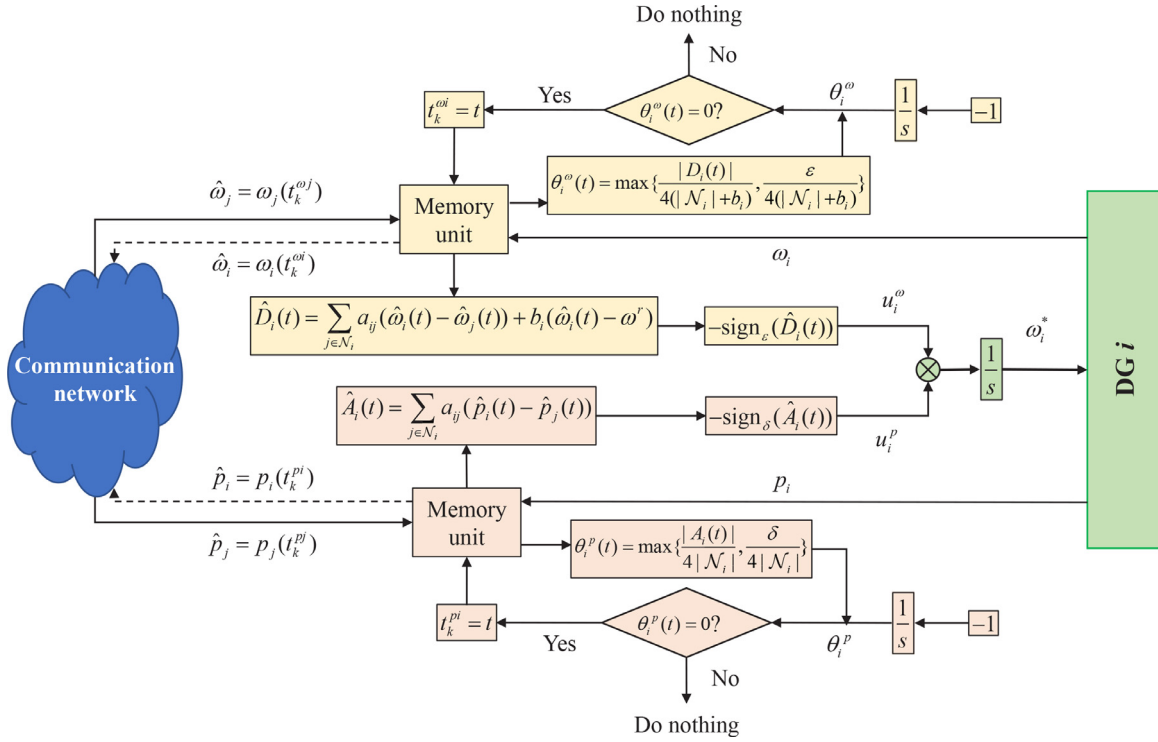 Do nothing
No
Yes
t_k^{ωi} = t
θ_i^ω(t) = 0?
θ_i^ω
1/s
−1
θ_i^ω(t) = max{|D_i(t)|/4(|𝒩_i|+b_i), ε/4(|𝒩_i|+b_i)}
ω̂_j = ω_j(t_k^{ωj})
Memory
unit
ω̂_i = ω_i(t_k^{ωi})
ω_i
D̂_i(t) = ∑_{j∈𝒩_i} a_{ij}(ω̂_i(t) − ω̂_j(t)) + b_i(ω̂_i(t) − ω^r)
−sign_ε(D̂_i(t))
u_i^ω
ω_i^*
1/s
DG i
Communication
network
Â_i(t) = ∑_{j∈𝒩_i} a_{ij}(p̂_i(t) − p̂_j(t))
−sign_δ(Â_i(t))
u_i^p
p̂_i = p_i(t_k^{pi})
p_i
Memory
unit
p̂_j = p_j(t_k^{pj})
θ_i^p(t) = max{|A_i(t)|/4|𝒩_i|, δ/4|𝒩_i|}
t_k^{pi} = t
Yes
θ_i^p(t) = 0?
θ_i^p
1/s
−1
No
Do nothing